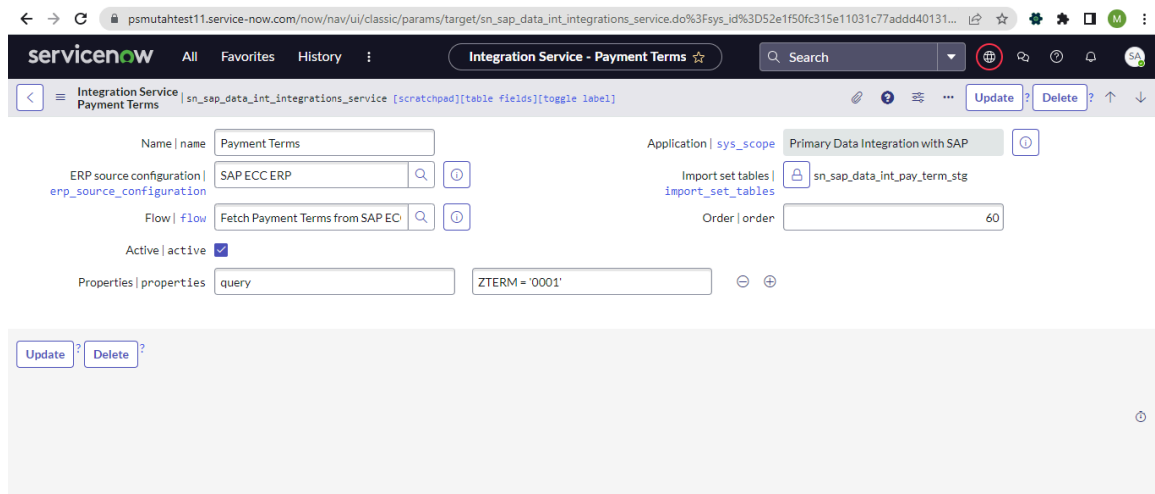 psmutahtest11.service-now.com/now/nav/ui/classic/params/target/sn_sap_data_int_integrations_service.do%3Fsys_id%3D52e1f50fc315e11031c77addd40131...
M
servicenow All Favorites History Integration Service - Payment Terms Search SA
Integration Service
Payment Terms | sn_sap_data_int_integrations_service [scratchpad][table fields][toggle label] ... Update ? Delete ?
Name | name Payment Terms Application | sys_scope Primary Data Integration with SAP
ERP source configuration | erp_source_configuration SAP ECC ERP Import set tables | import_set_tables sn_sap_data_int_pay_term_stg
Flow | flow Fetch Payment Terms from SAP EC Order | order 60
Active | active
Properties | properties query ZTERM = '0001'
Update ? Delete ?